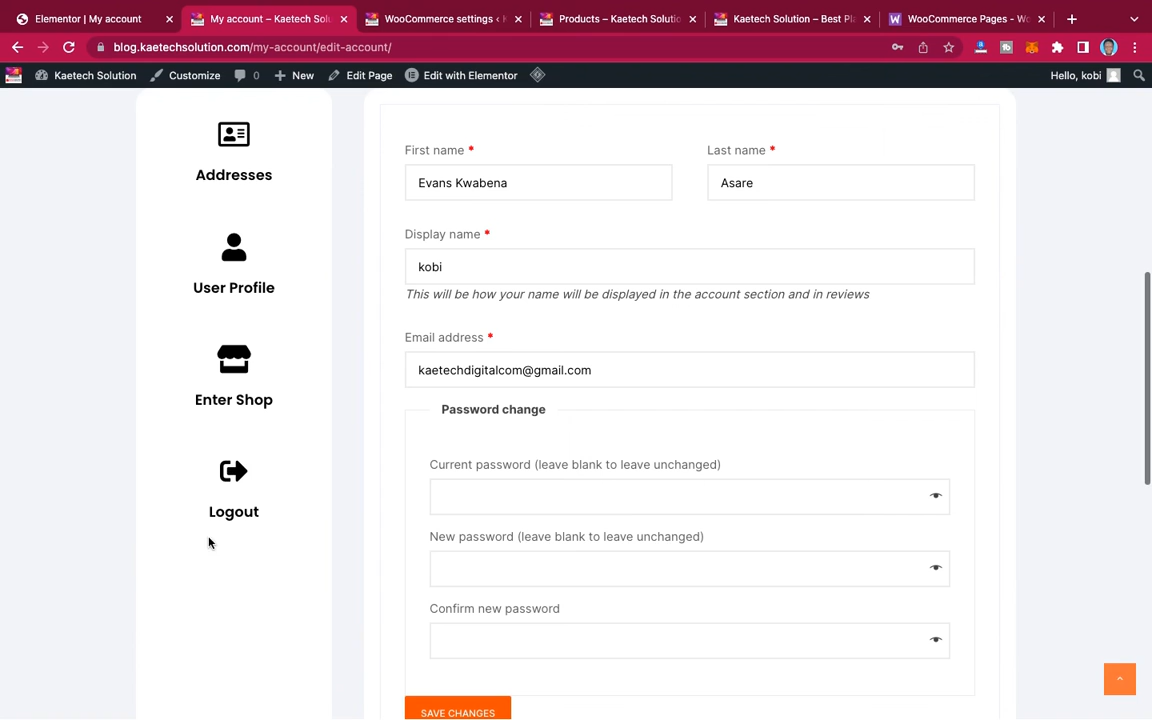 Elementor | My account
My account – Kaetech Solu
WooCommerce settings ‹ K
Products – Kaetech Solutio
Kaetech Solution – Best Pla
WooCommerce Pages – Wo
blog.kaetechsolution.com/my-account/edit-account/
Kaetech Solution
Customize
0
New
Edit Page
Edit with Elementor
Hello, kobi
Addresses
User Profile
Enter Shop
Logout
First name *
Last name *
Evans Kwabena
Asare
Display name *
kobi
This will be how your name will be displayed in the account section and in reviews
Email address *
kaetechdigitalcom@gmail.com
Password change
Current password (leave blank to leave unchanged)
New password (leave blank to leave unchanged)
Confirm new password
SAVE CHANGES